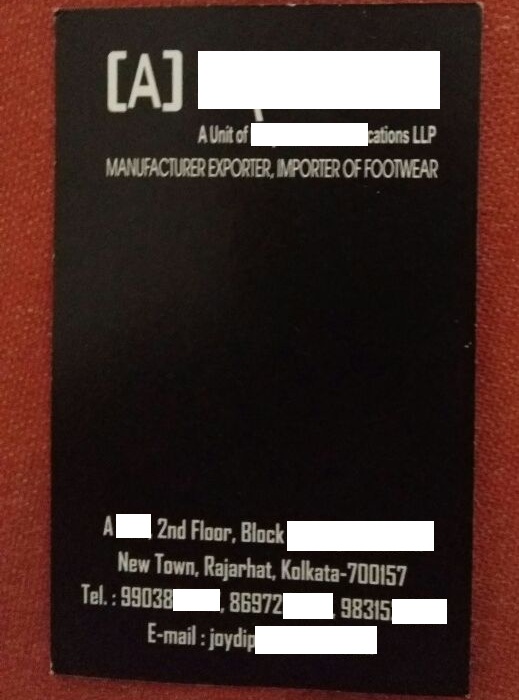 [A]
A Unit of cations LLP
MANUFACTURER EXPORTER, IMPORTER OF FOOTWEAR
A , 2nd Floor, Block
New Town, Rajarhat, Kolkata-700157
Tel. : 99038 , 86972 , 98315
E-mail : joydip